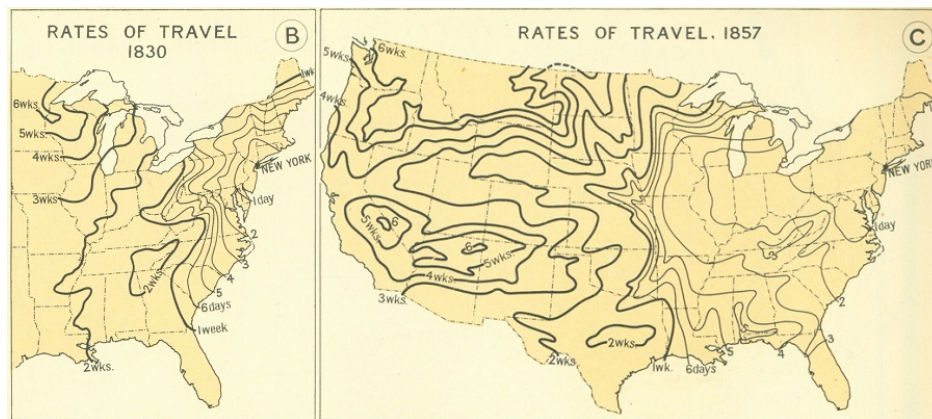 RATES OF TRAVEL
1830
B
1wk.
6wks.
5wks.
4wks.
3wks.
NEW YORK
1day
2
3
4
5
6days
1week
2wks.
2wks.
RATES OF TRAVEL, 1857
C
5wks.
6wks.
4wks.
NEW YORK
1day
5wks.
6
6
5wks.
4wks.
3wks.
2
3
2wks.
2wks.
1wk.
6days
5
4